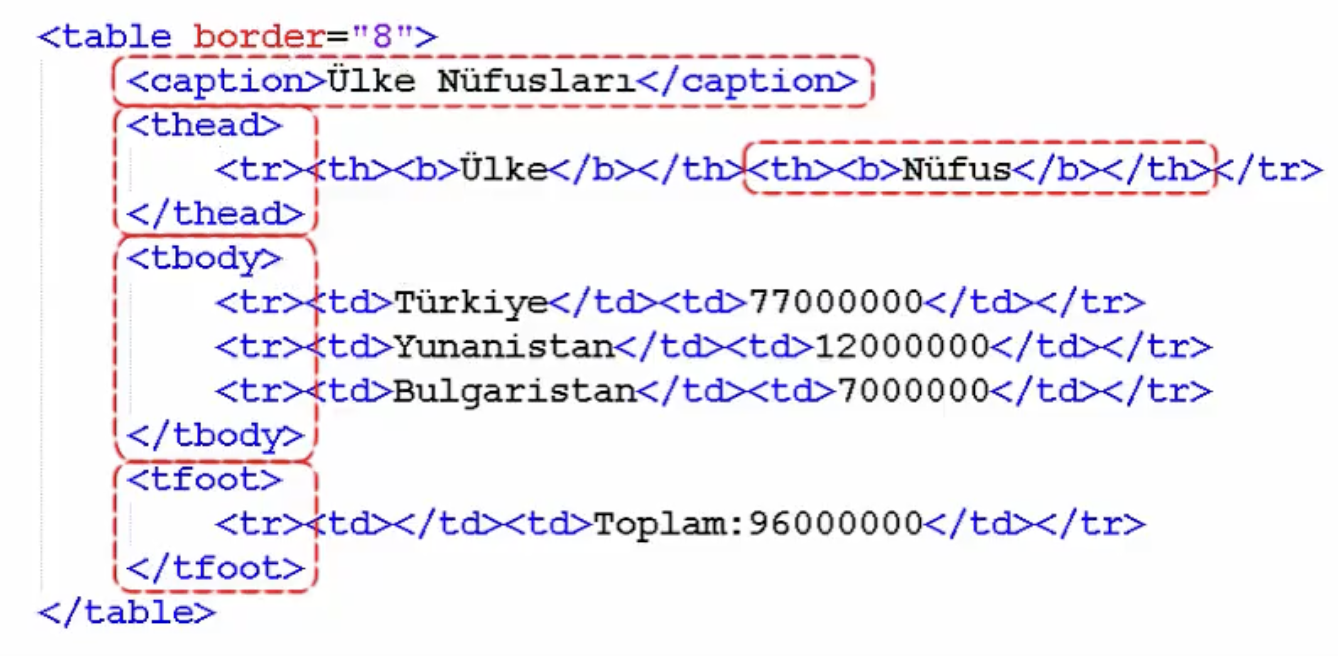 <table border="8">
<caption>Ülke Nüfusları</caption>
<thead>
<tr><th><b>Ülke</b></th><th><b>Nüfus</b></th></tr>
</thead>
<tbody>
<tr><td>Türkiye</td><td>77000000</td></tr>
<tr><td>Yunanistan</td><td>12000000</td></tr>
<tr><td>Bulgaristan</td><td>7000000</td></tr>
</tbody>
<tfoot>
<tr><td></td><td>Toplam:96000000</td></tr>
</tfoot>
</table>